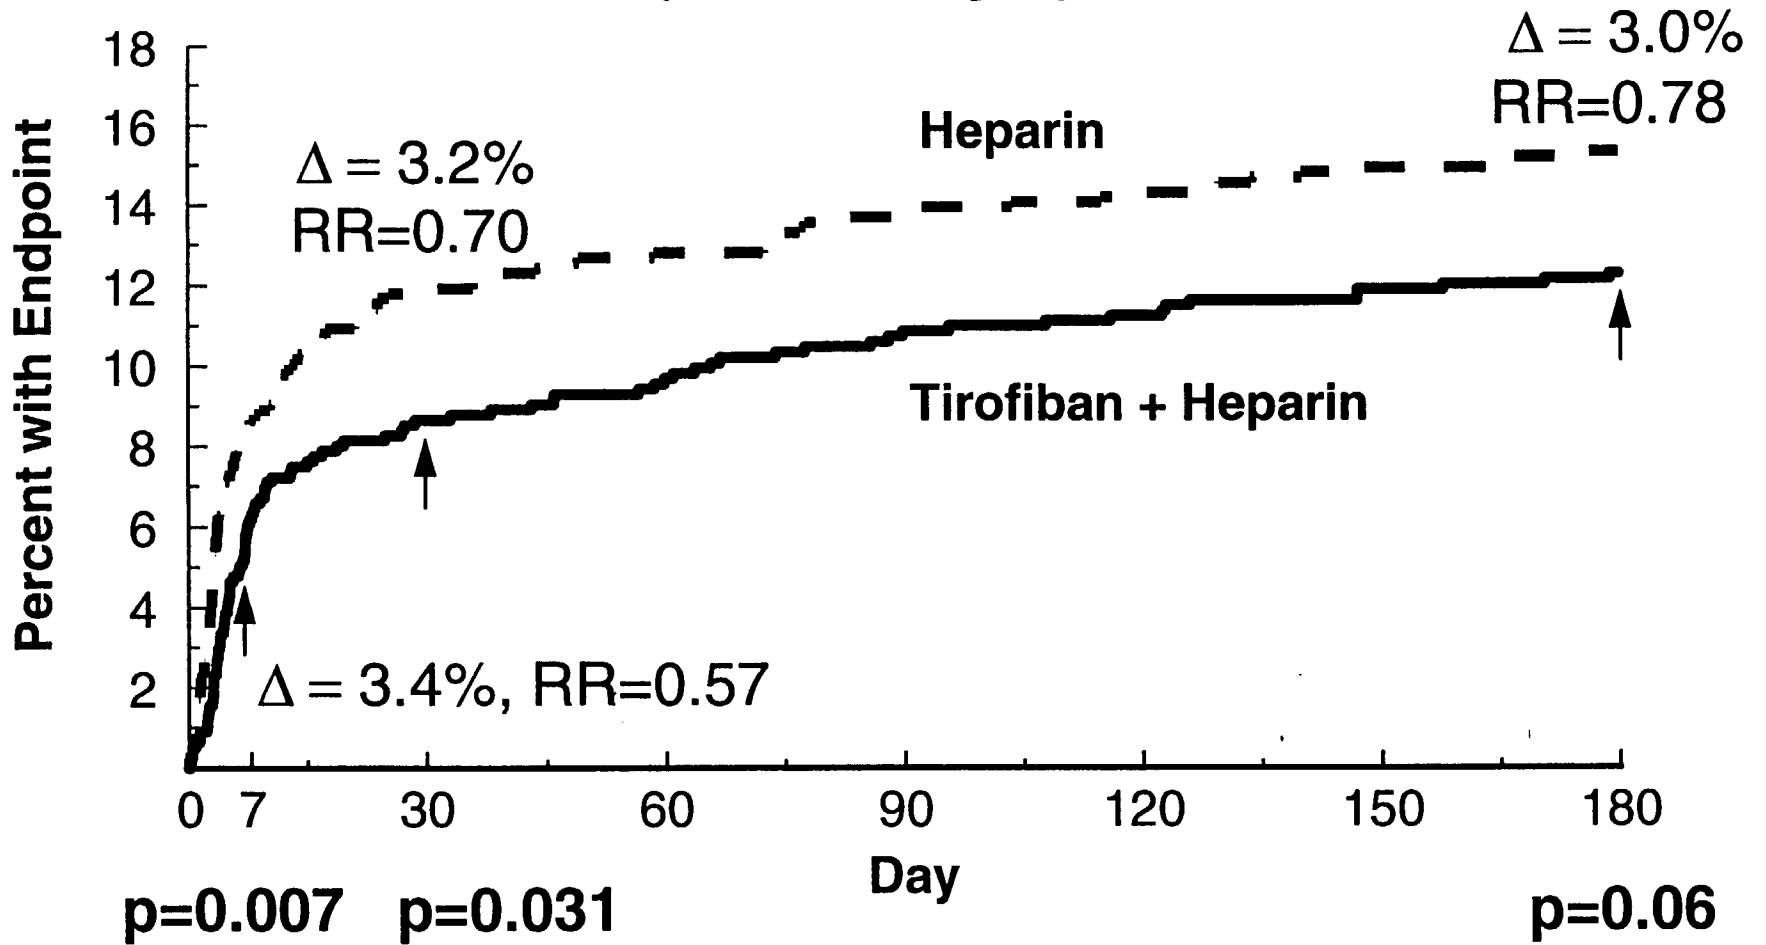 Δ = 3.0%
RR=0.78
Heparin
Δ = 3.2%
RR=0.70
Tirofiban + Heparin
Δ = 3.4%, RR=0.57
Percent with Endpoint
18
16
14
12
10
8
6
4
2
0 7 30 60 90 120 150 180
Day
p=0.007 p=0.031 p=0.06